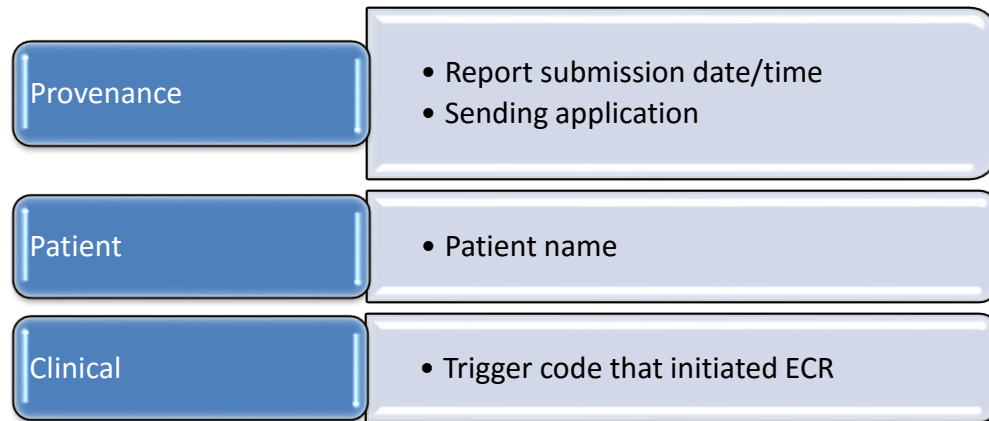 Provenance
• Report submission date/time
• Sending application
Patient
• Patient name
Clinical
• Trigger code that initiated ECR